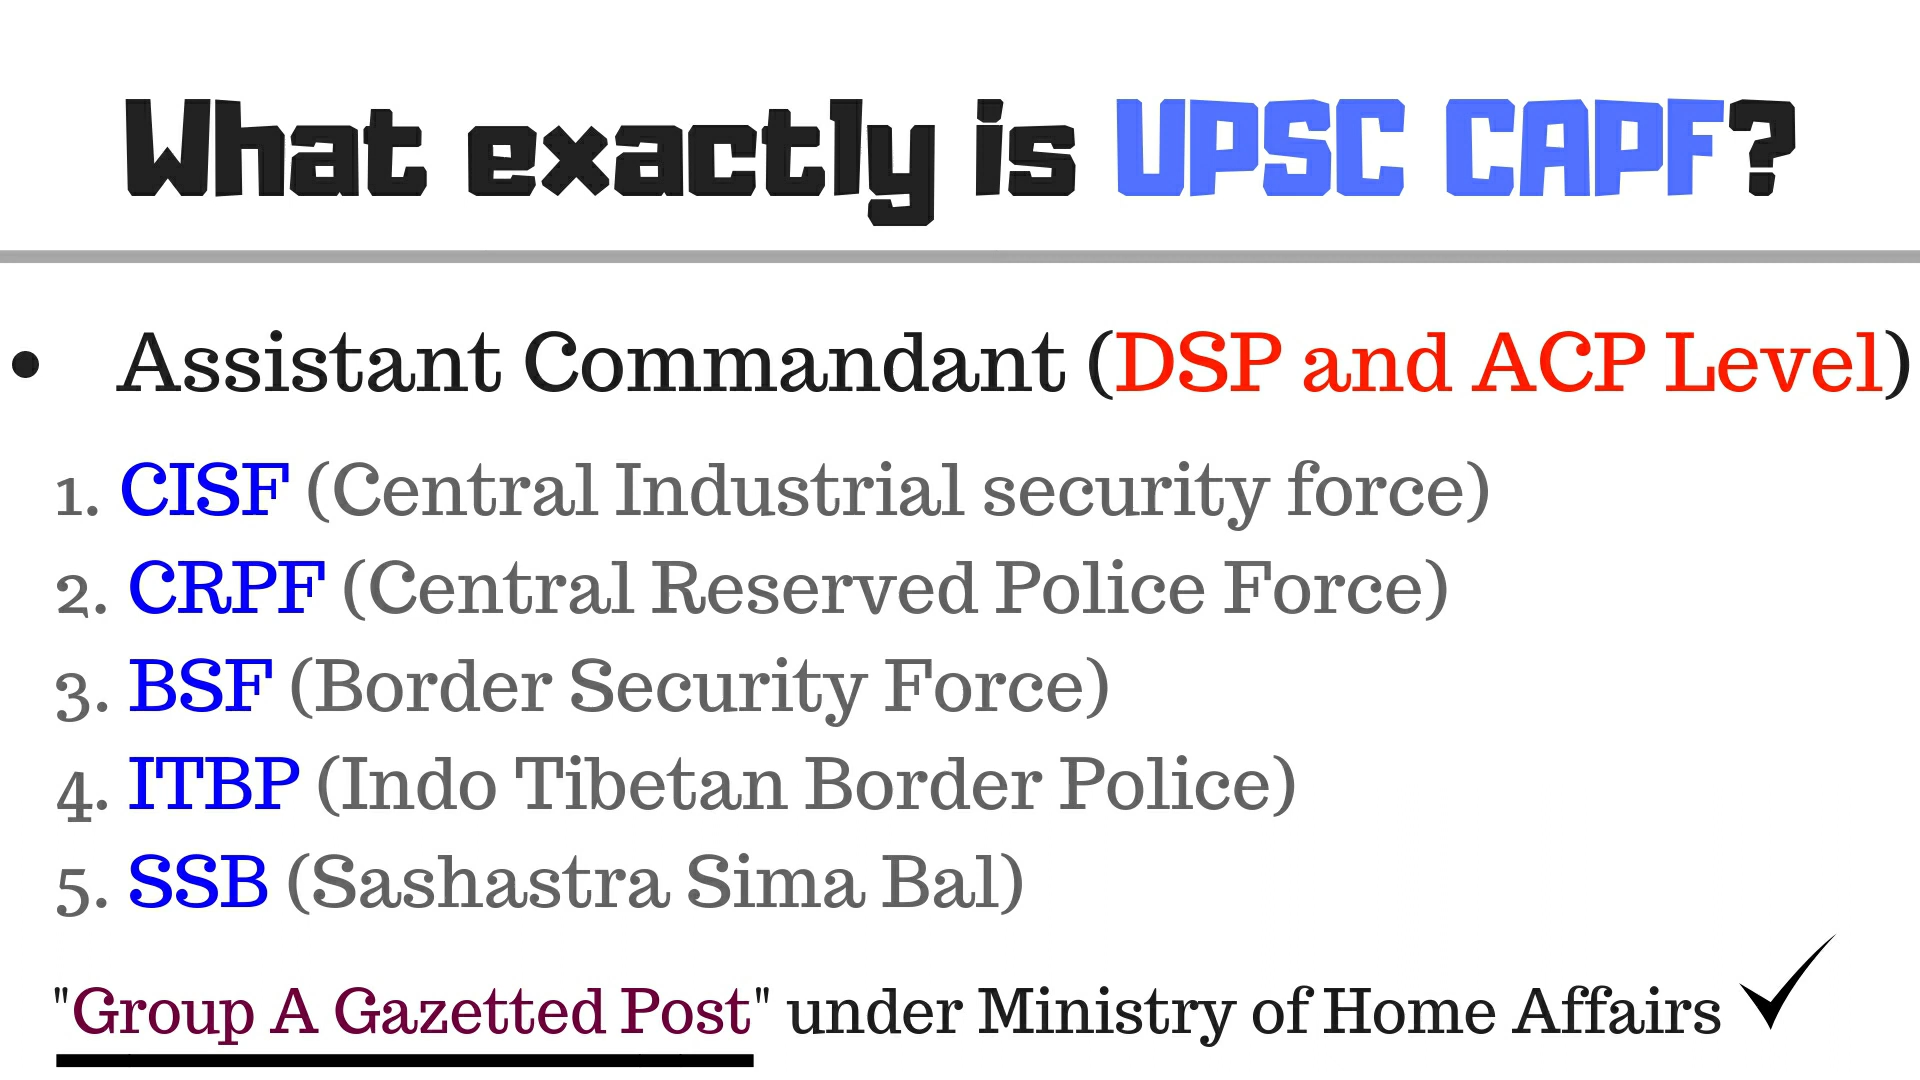 What exactly is UPSC CAPF?
• Assistant Commandant (DSP and ACP Level)
1. CISF (Central Industrial security force)
2. CRPF (Central Reserved Police Force)
3. BSF (Border Security Force)
4. ITBP (Indo Tibetan Border Police)
5. SSB (Sashastra Sima Bal)
"Group A Gazetted Post" under Ministry of Home Affairs ✓